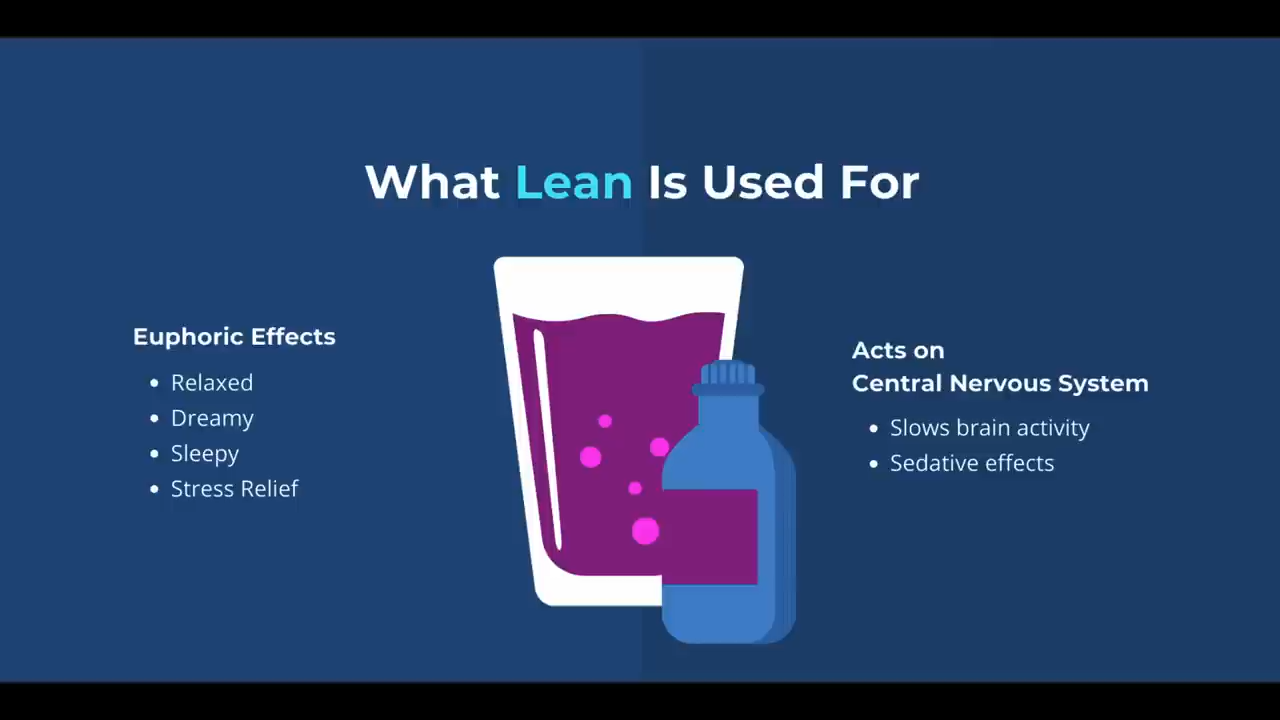 What Lean Is Used For
Euphoric Effects
• Relaxed
• Dreamy
• Sleepy
• Stress Relief
Acts on
Central Nervous System
• Slows brain activity
• Sedative effects